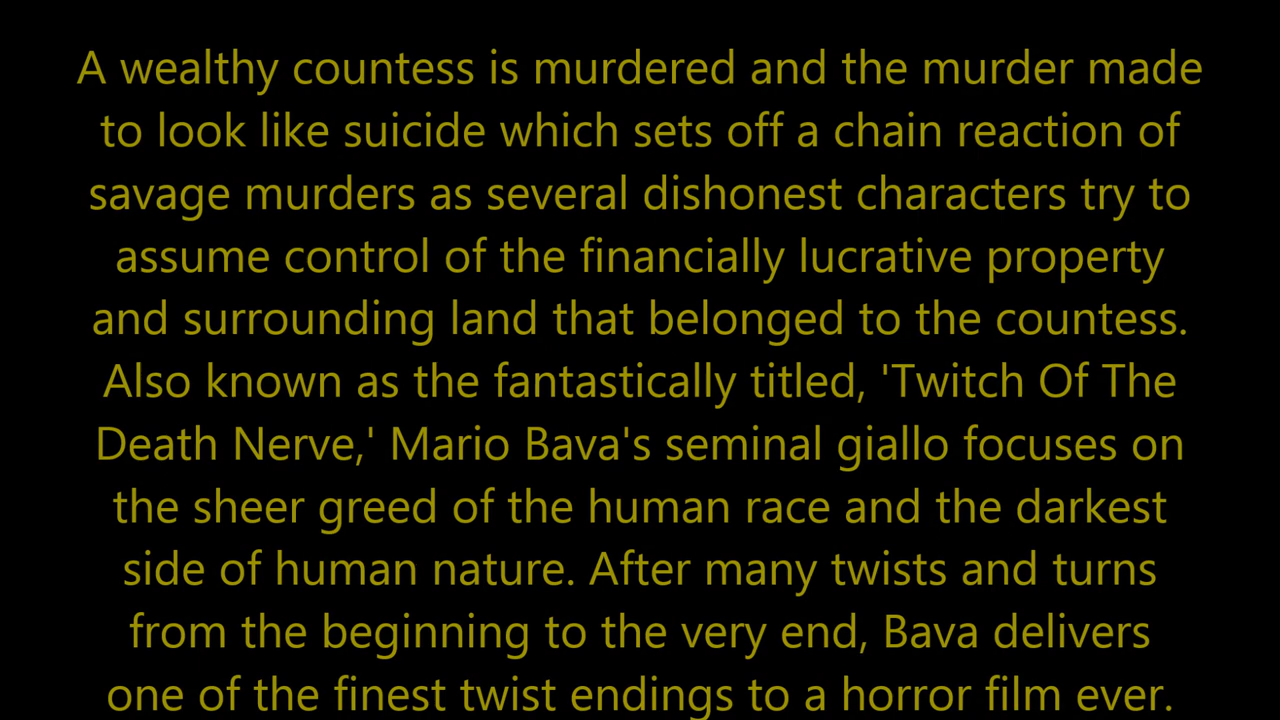 A wealthy countess is murdered and the murder made
to look like suicide which sets off a chain reaction of
savage murders as several dishonest characters try to
assume control of the financially lucrative property
and surrounding land that belonged to the countess.
Also known as the fantastically titled, 'Twitch Of The
Death Nerve,' Mario Bava's seminal giallo focuses on
the sheer greed of the human race and the darkest
side of human nature. After many twists and turns
from the beginning to the very end, Bava delivers
one of the finest twist endings to a horror film ever.